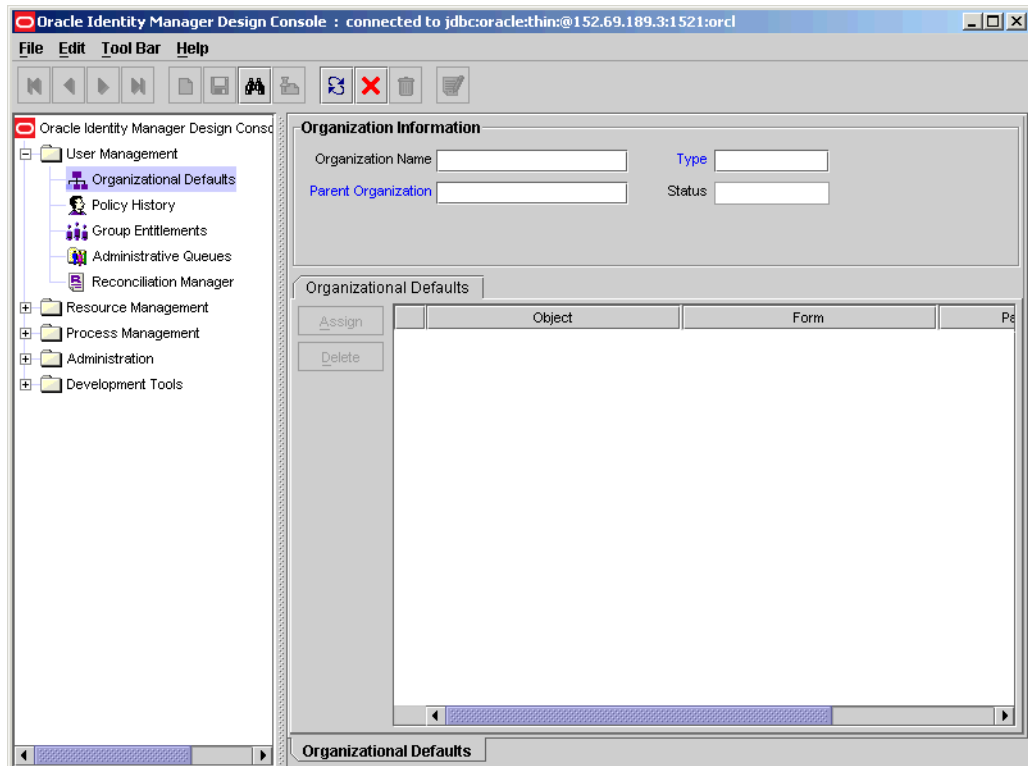 Oracle Identity Manager Design Console : connected to jdbc:oracle:thin:@152.69.189.3:1521:orcl
File Edit Tool Bar Help
Oracle Identity Manager Design Consc
User Management
Organizational Defaults
Policy History
Group Entitlements
Administrative Queues
Reconciliation Manager
Resource Management
Process Management
Administration
Development Tools
Organization Information
Organization Name
Type
Parent Organization
Status
Organizational Defaults
Assign
Delete
Object
Form
Pa
Organizational Defaults